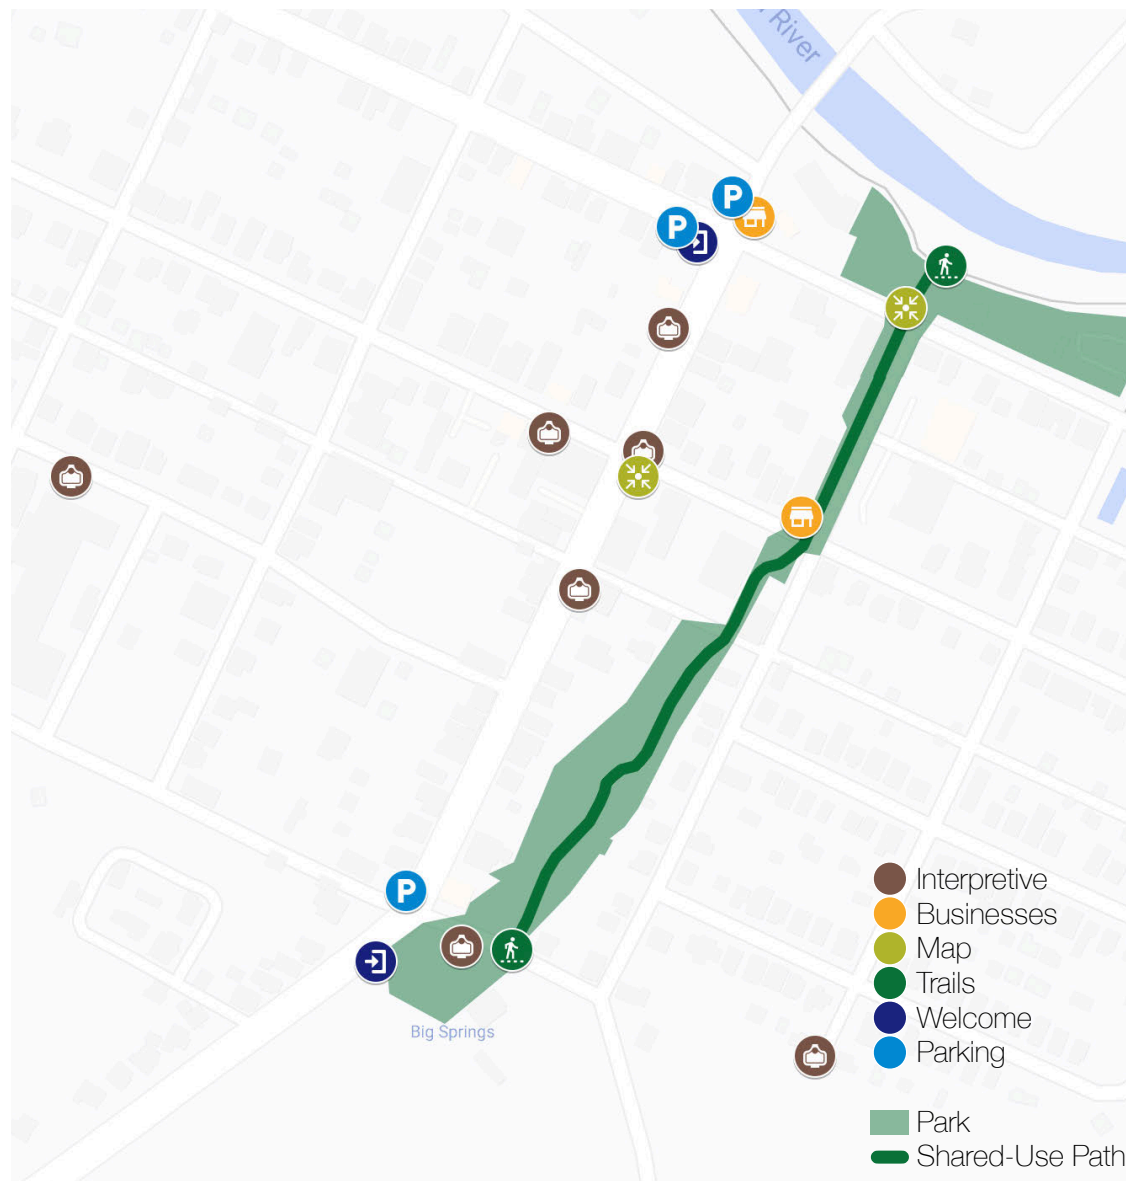 River
P
P
P
Big Springs
Interpretive
Businesses
Map
Trails
Welcome
Parking
Park
Shared-Use Path